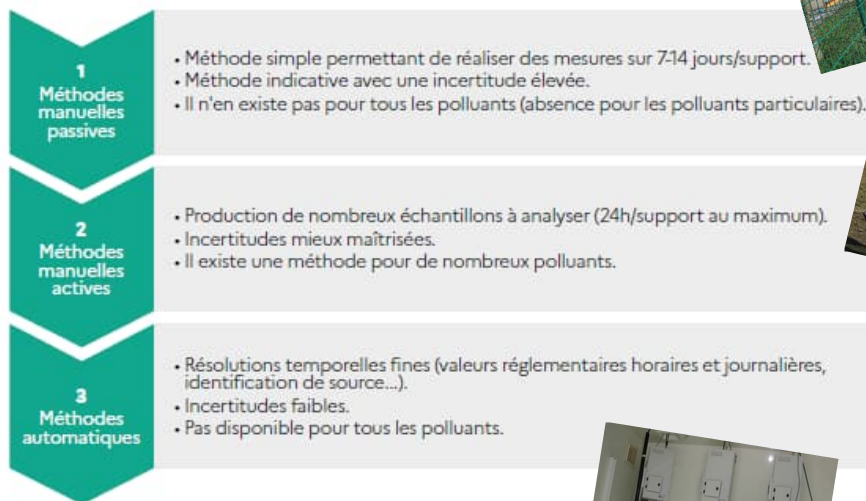 1
Méthodes
manuelles
passives
• Méthode simple permettant de réaliser des mesures sur 7-14 jours/support.
• Méthode indicative avec une incertitude élevée.
• Il n'en existe pas pour tous les polluants (absence pour les polluants particulaires).
2
Méthodes
manuelles
actives
• Production de nombreux échantillons à analyser (24h/support au maximum).
• Incertitudes mieux maîtrisées.
• Il existe une méthode pour de nombreux polluants.
3
Méthodes
automatiques
• Résolutions temporelles fines (valeurs réglementaires horaires et journalières,
identification de source...).
• Incertitudes faibles.
• Pas disponible pour tous les polluants.